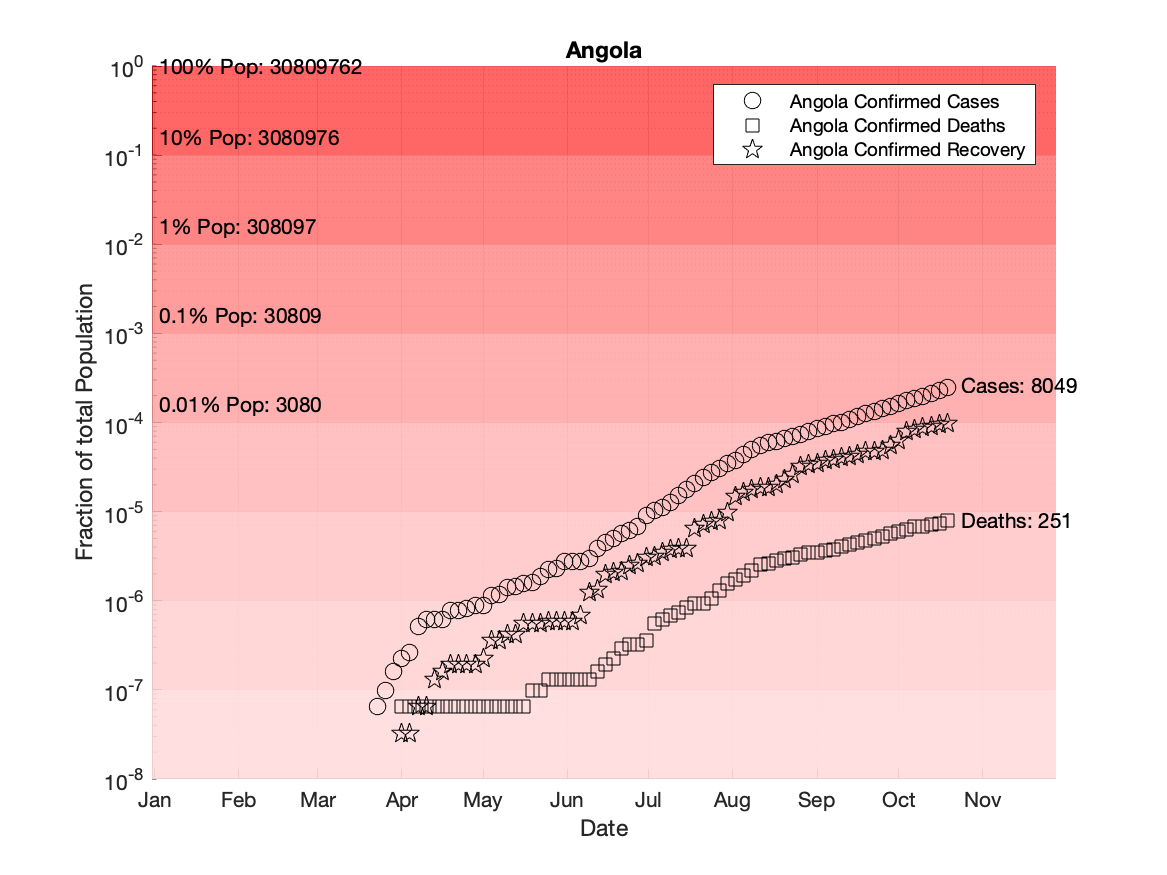 Angola
10^0
100% Pop: 30809762
Angola Confirmed Cases
Angola Confirmed Deaths
Angola Confirmed Recovery
10% Pop: 3080976
10^-1
1% Pop: 308097
10^-2
0.1% Pop: 30809
10^-3
Cases: 8049
0.01% Pop: 3080
10^-4
10^-5
Deaths: 251
10^-6
10^-7
10^-8
Fraction of total Population
Jan Feb Mar Apr May Jun Jul Aug Sep Oct Nov
Date